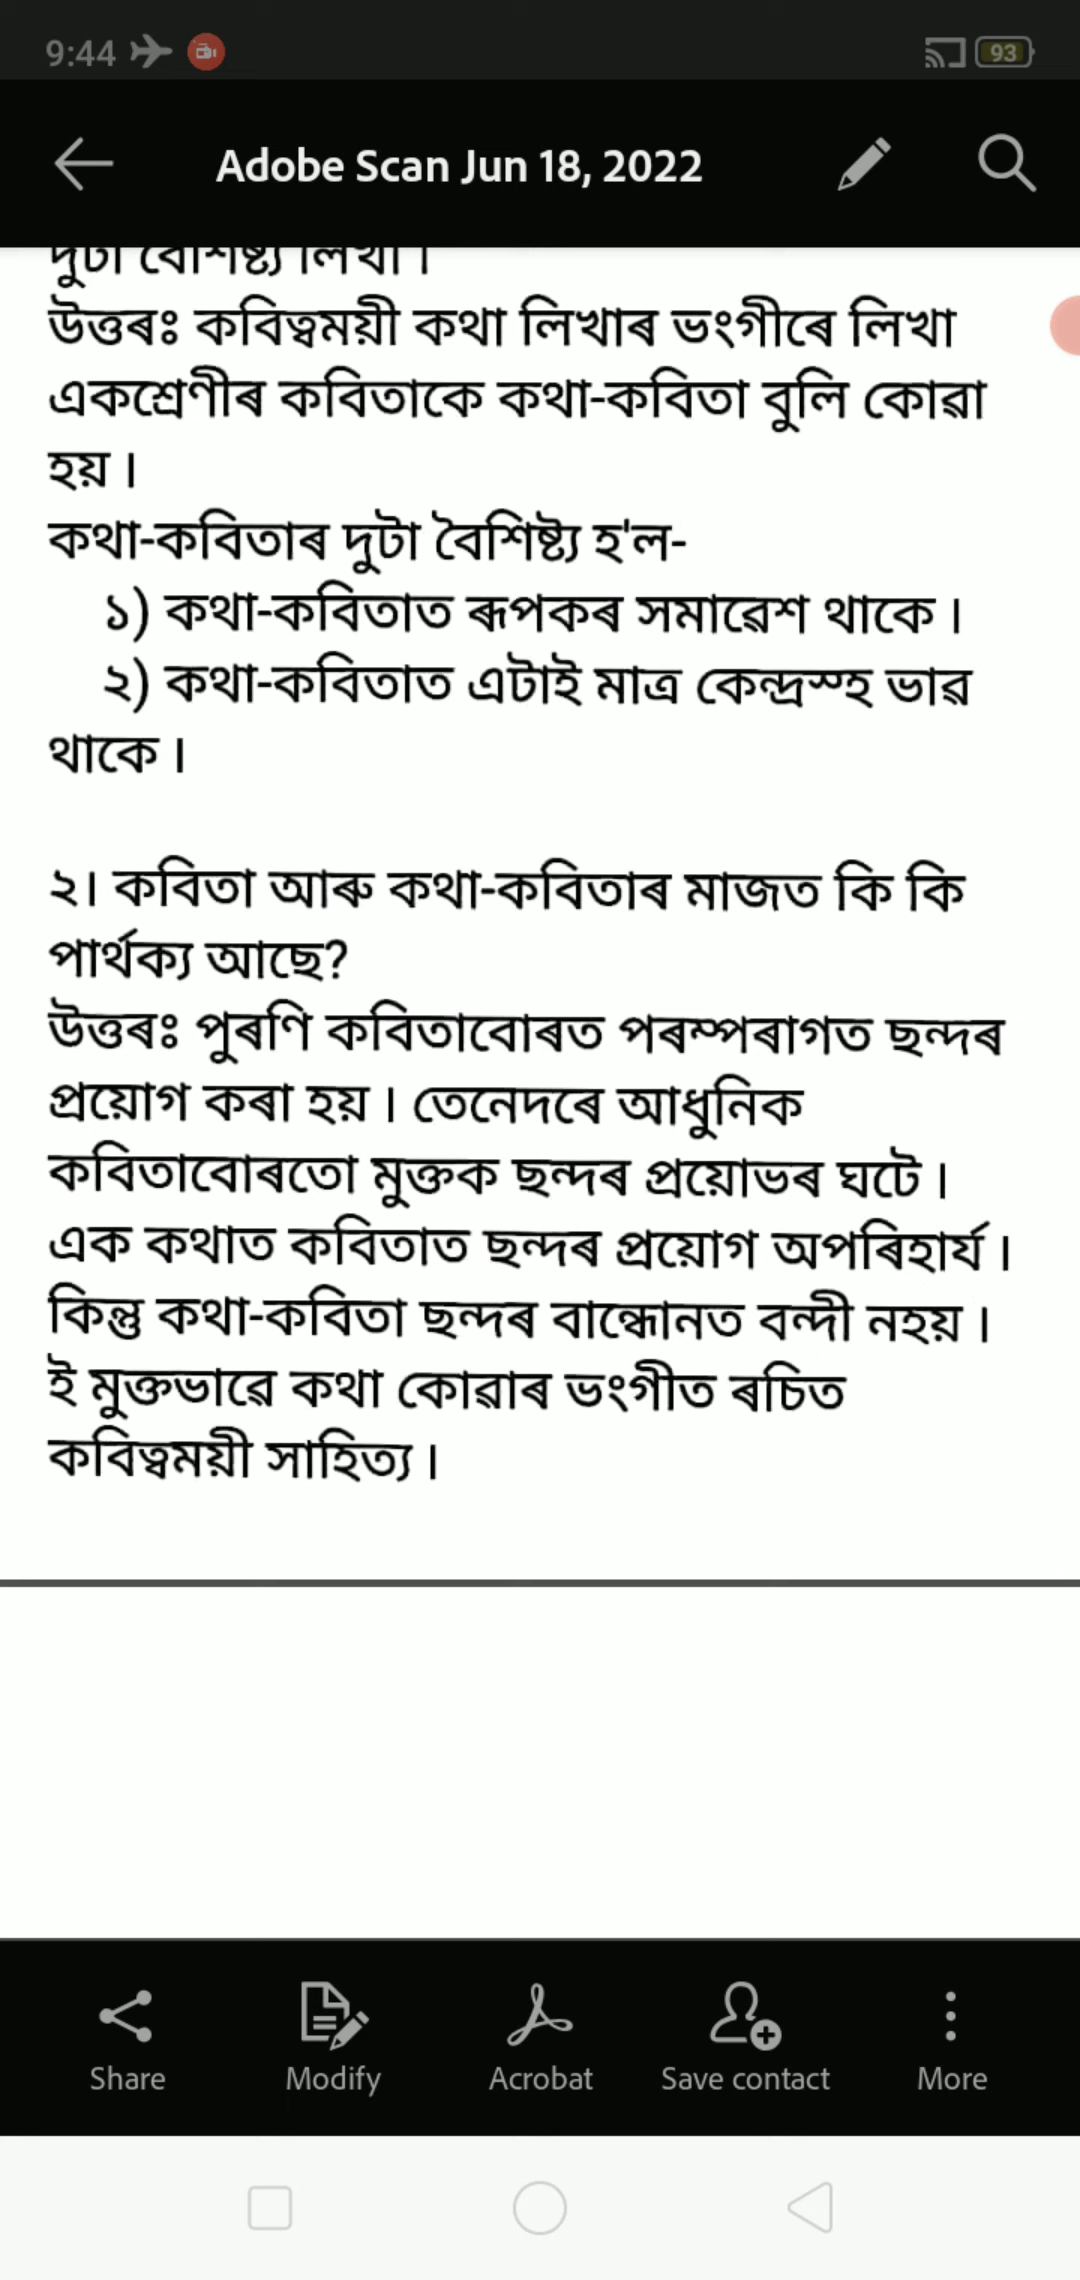 9:44
93
Adobe Scan Jun 18, 2022
দুটা বৈশিষ্ট্য লিখা।
উত্তৰঃ কবিত্বময়ী কথা লিখাৰ ভংগীৰে লিখা
একশ্ৰেণীৰ কবিতাকে কথা-কবিতা বুলি কোৱা
হয়।
কথা-কবিতাৰ দুটা বৈশিষ্ট্য হ'ল-
১) কথা-কবিতাত ৰূপকৰ সমাৱেশ থাকে।
২) কথা-কবিতাত এটাই মাত্ৰ কেন্দ্ৰস্হ ভাৱ
থাকে।
২। কবিতা আৰু কথা-কবিতাৰ মাজত কি কি
পাৰ্থক্য আছে?
উত্তৰঃ পুৰণি কবিতাবোৰত পৰম্পৰাগত ছন্দৰ
প্ৰয়োগ কৰা হয়। তেনেদৰে আধুনিক
কবিতাবোৰতো মুক্তক ছন্দৰ প্ৰয়োভৰ ঘটে।
এক কথাত কবিতাত ছন্দৰ প্ৰয়োগ অপৰিহাৰ্য।
কিন্তু কথা-কবিতা ছন্দৰ বান্ধোনত বন্দী নহয়।
ই মুক্তভাৱে কথা কোৱাৰ ভংগীত ৰচিত
কবিত্বময়ী সাহিত্য।
Share Modify Acrobat Save contact More